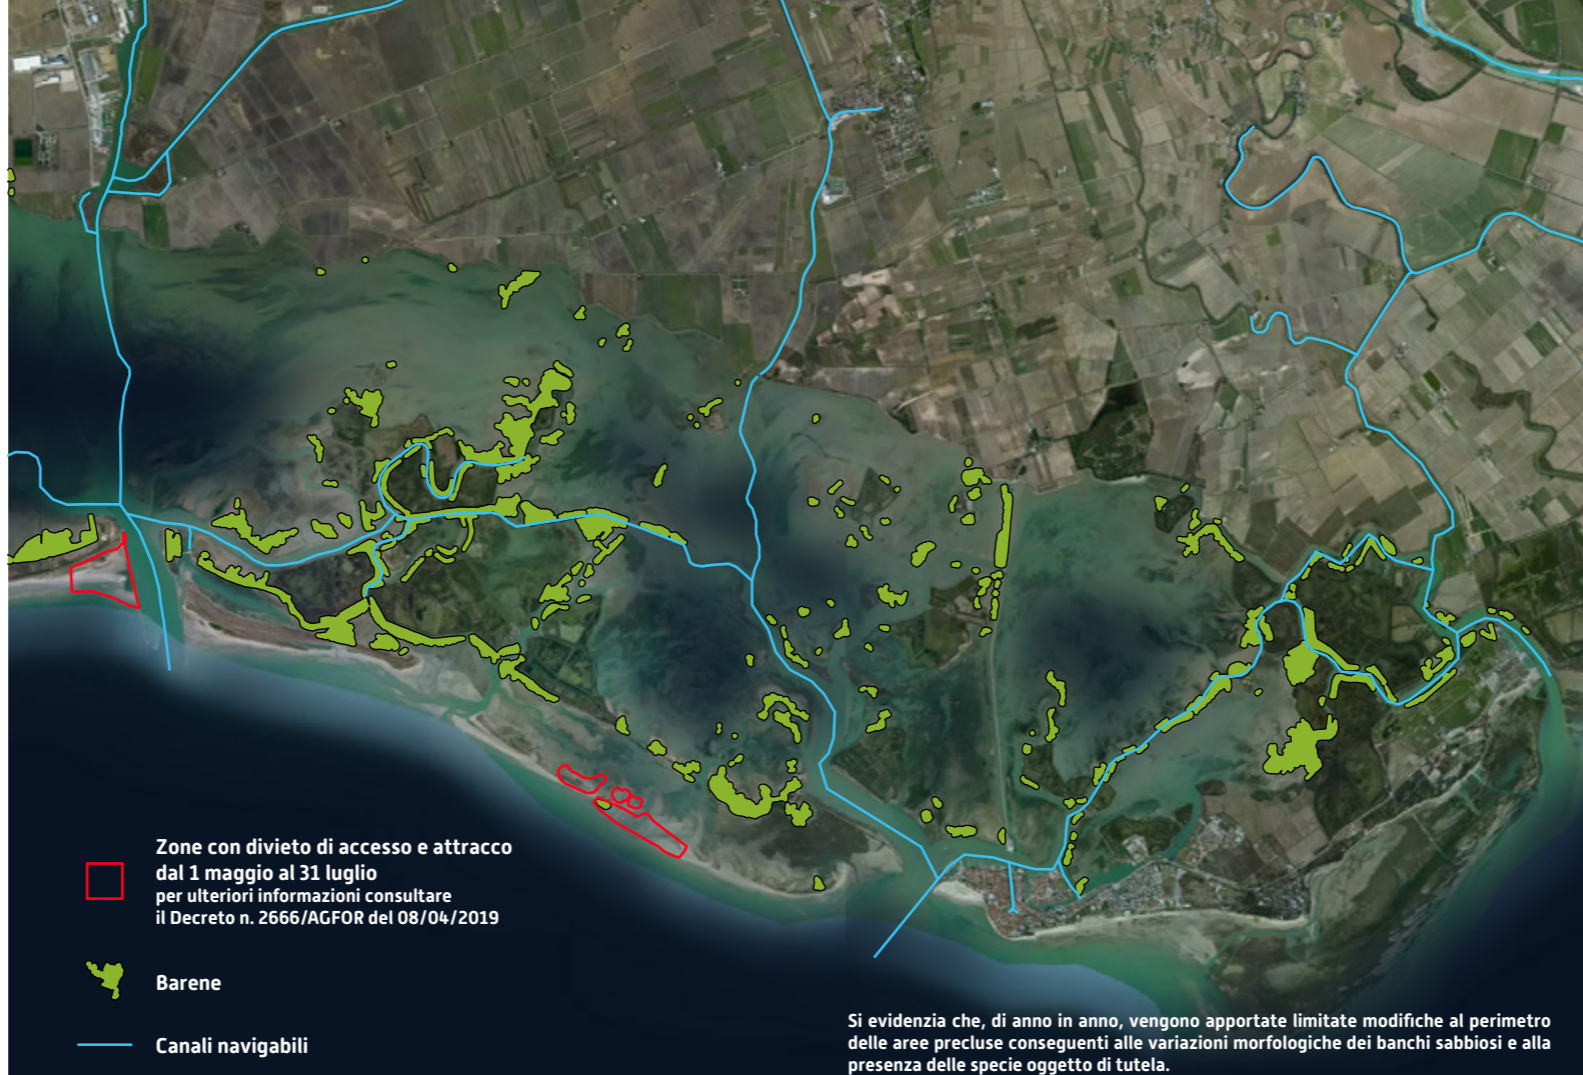 Zone con divieto di accesso e attracco
dal 1 maggio al 31 luglio
per ulteriori informazioni consultare
il Decreto n. 2666/AGFOR del 08/04/2019
Barene
Canali navigabili
Si evidenzia che, di anno in anno, vengono apportate limitate modifiche al perimetro
delle aree precluse conseguenti alle variazioni morfologiche dei banchi sabbiosi e alla
presenza delle specie oggetto di tutela.